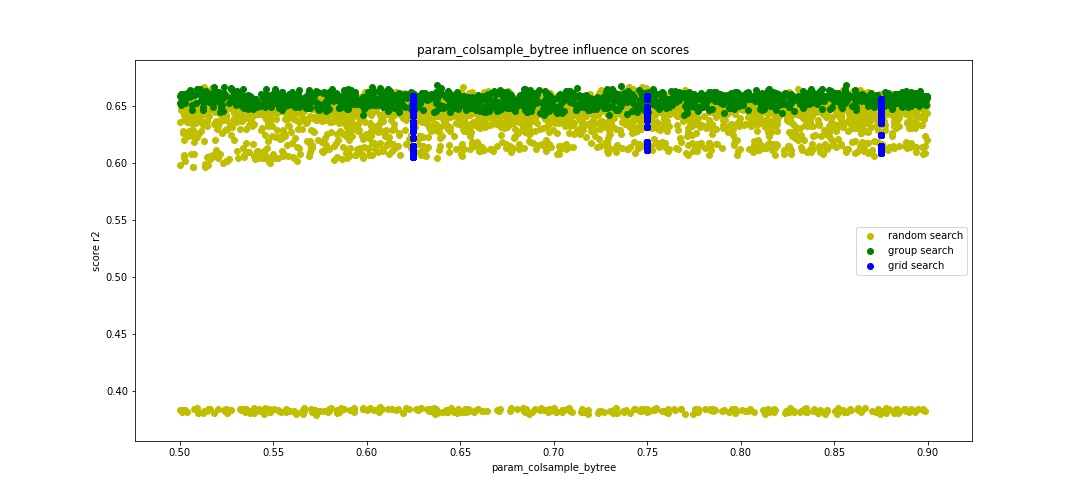 param_colsample_bytree influence on scores
score r2
0.65
0.60
0.55
0.50
0.45
0.40
random search
group search
grid search
0.50 0.55 0.60 0.65 0.70 0.75 0.80 0.85 0.90
param_colsample_bytree